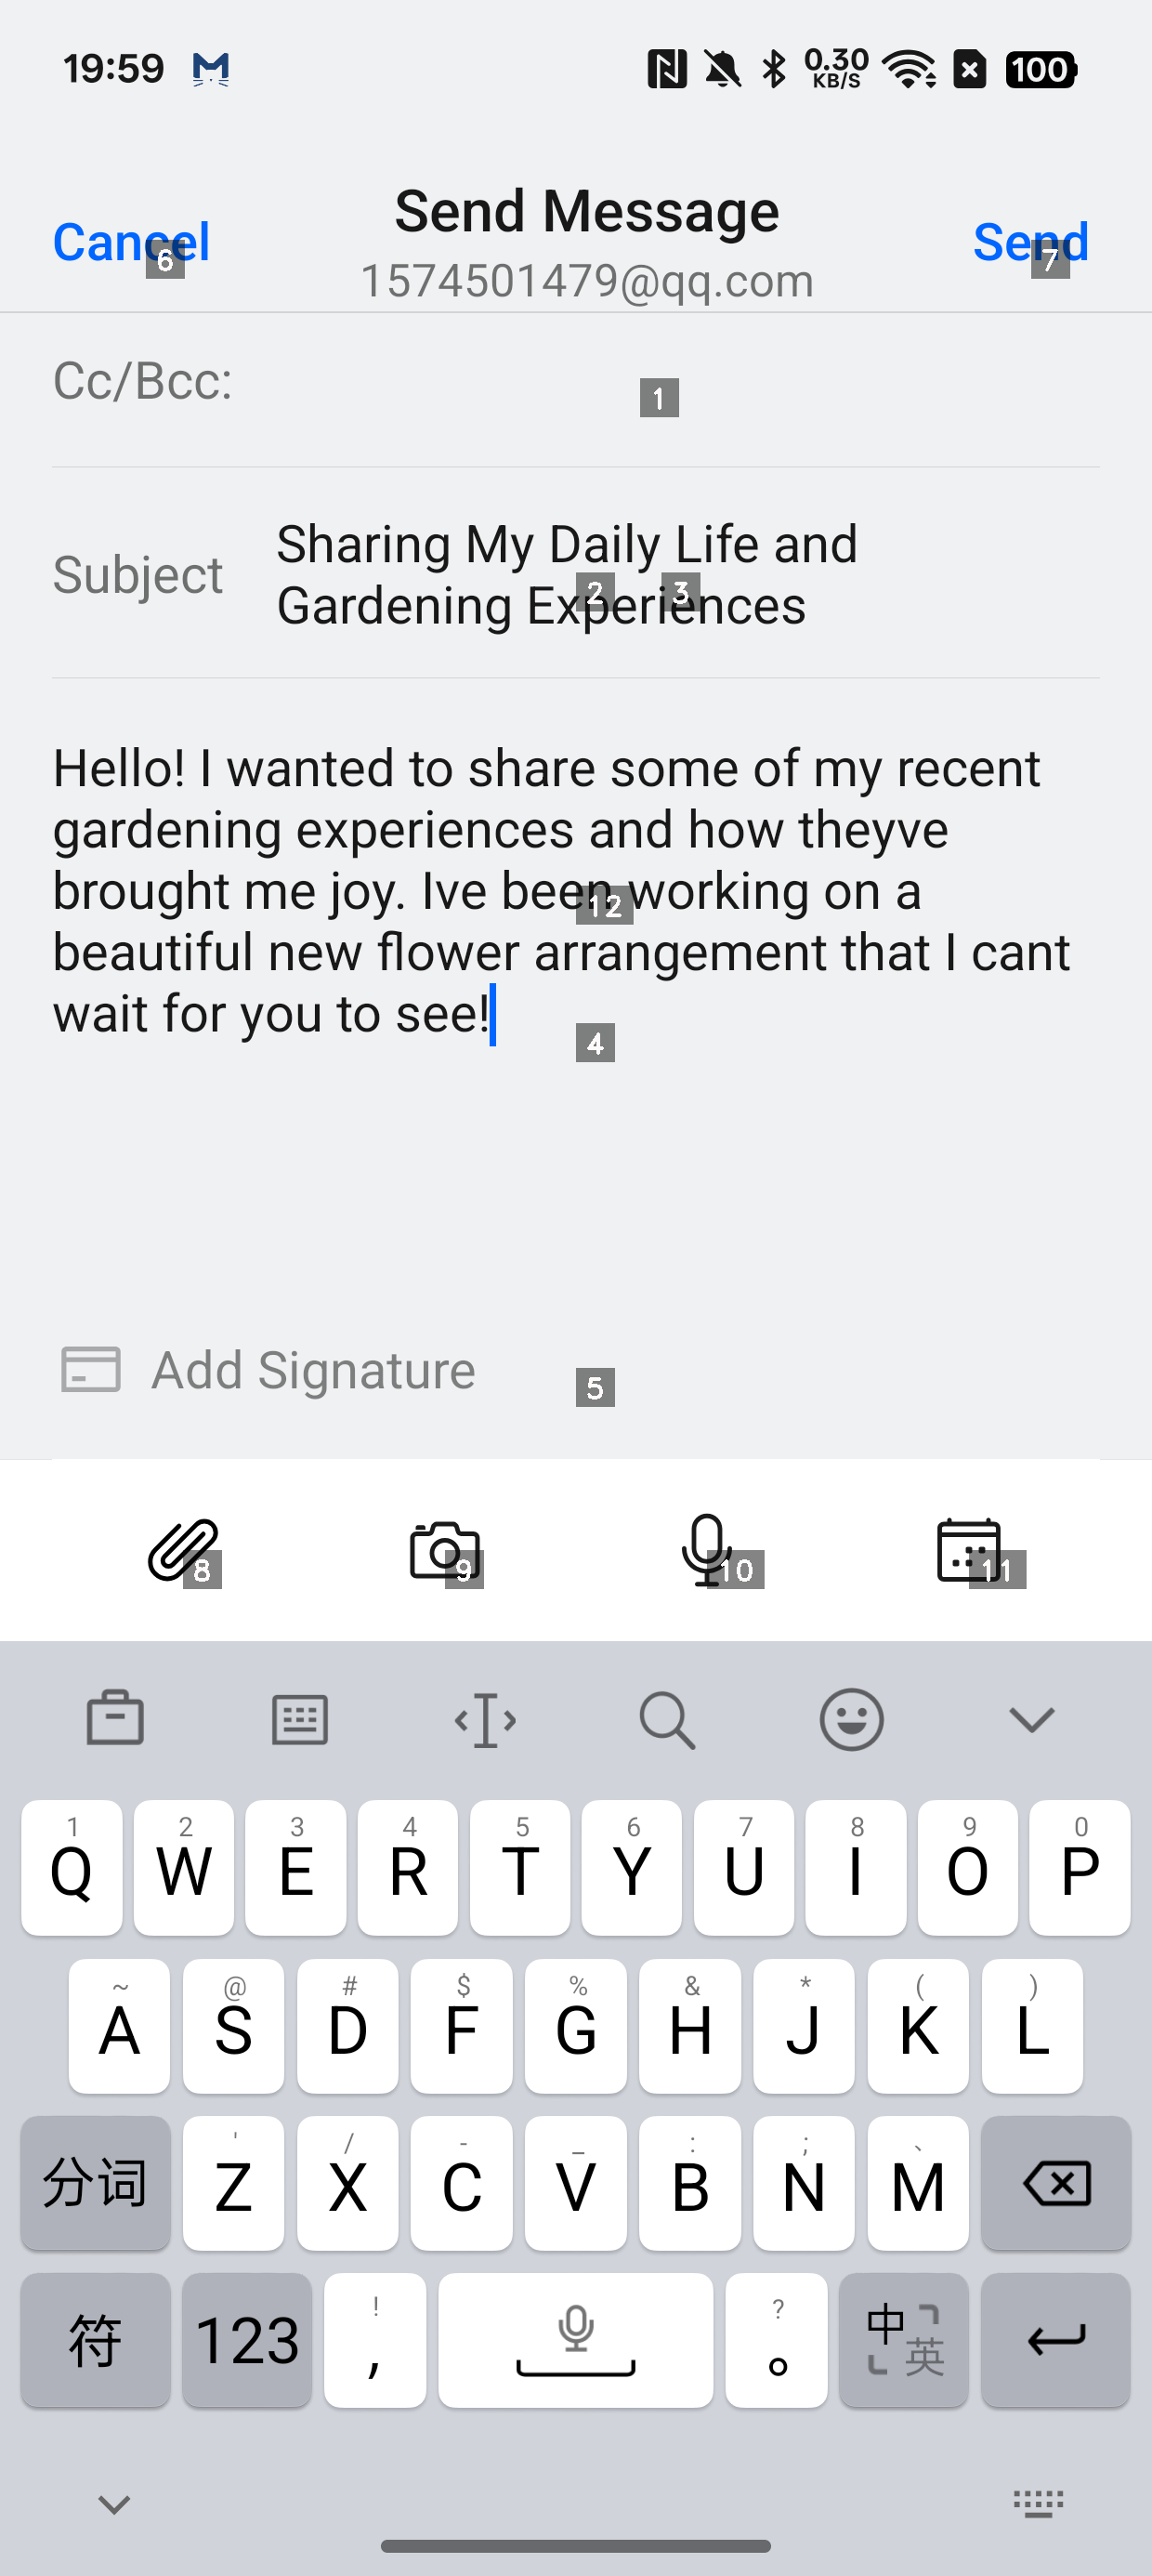 19:59
0.30
KB/S
100
Cancel
Send Message
Send
1574501479@qq.com
6
7
Cc/Bcc:
1
Subject
Sharing My Daily Life and
Gardening Experiences
2
3
Hello! I wanted to share some of my recent
gardening experiences and how theyve
brought me joy. Ive been working on a
12
beautiful new flower arrangement that I cant
wait for you to see!
4
Add Signature
5
8
9
10
11
1 2 3 4 5 6 7 8 9 0
Q W E R T Y U I O P
~ @ # $ % & * ( )
A S D F G H J K L
' / - _ : ; 、
分词 Z X C V B N M
! ?
符 123 , 。 中 英